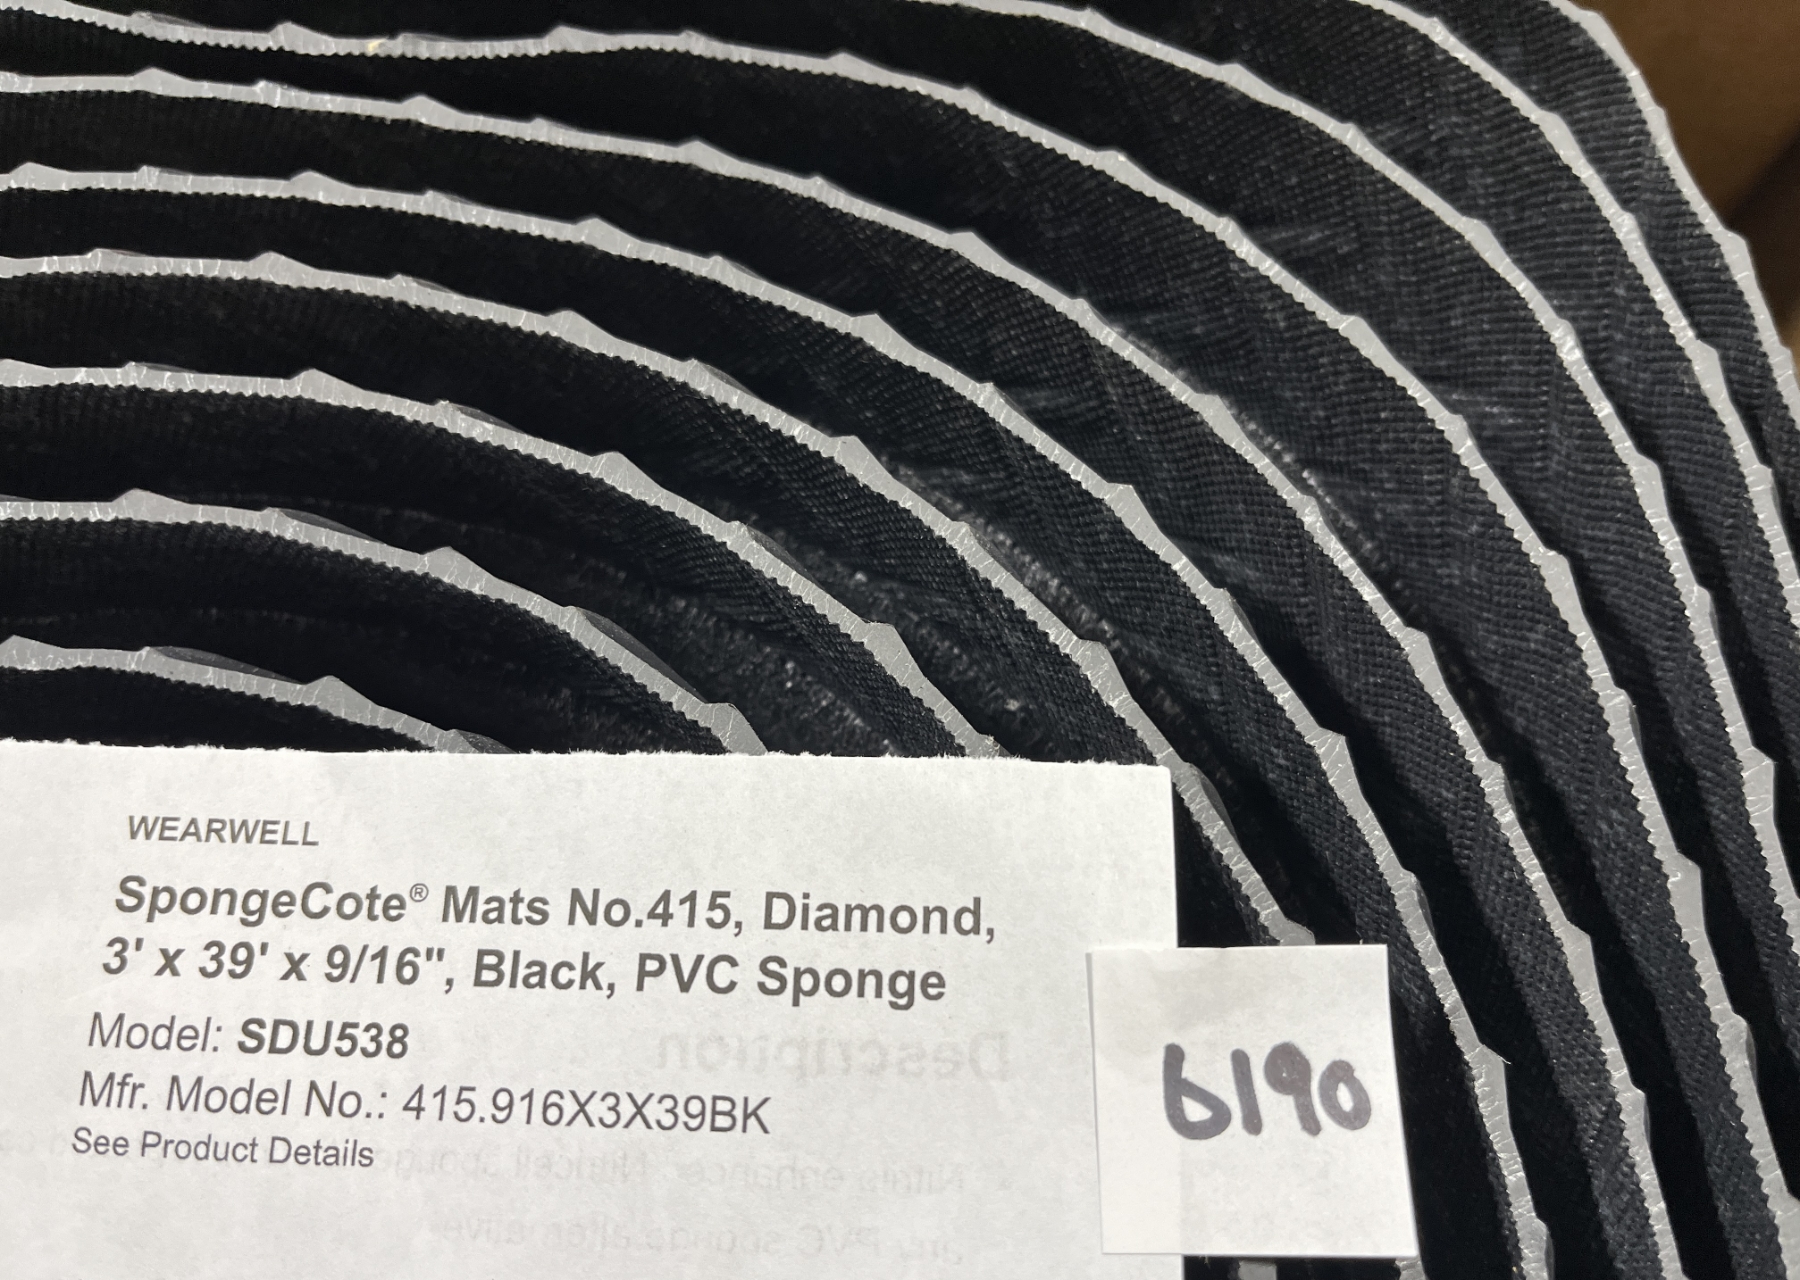 WEARWELL
SpongeCote® Mats No.415, Diamond,
3' x 39' x 9/16", Black, PVC Sponge
Model: SDU538
Mfr. Model No.: 415.916X3X39BK
See Product Details
Description
6190